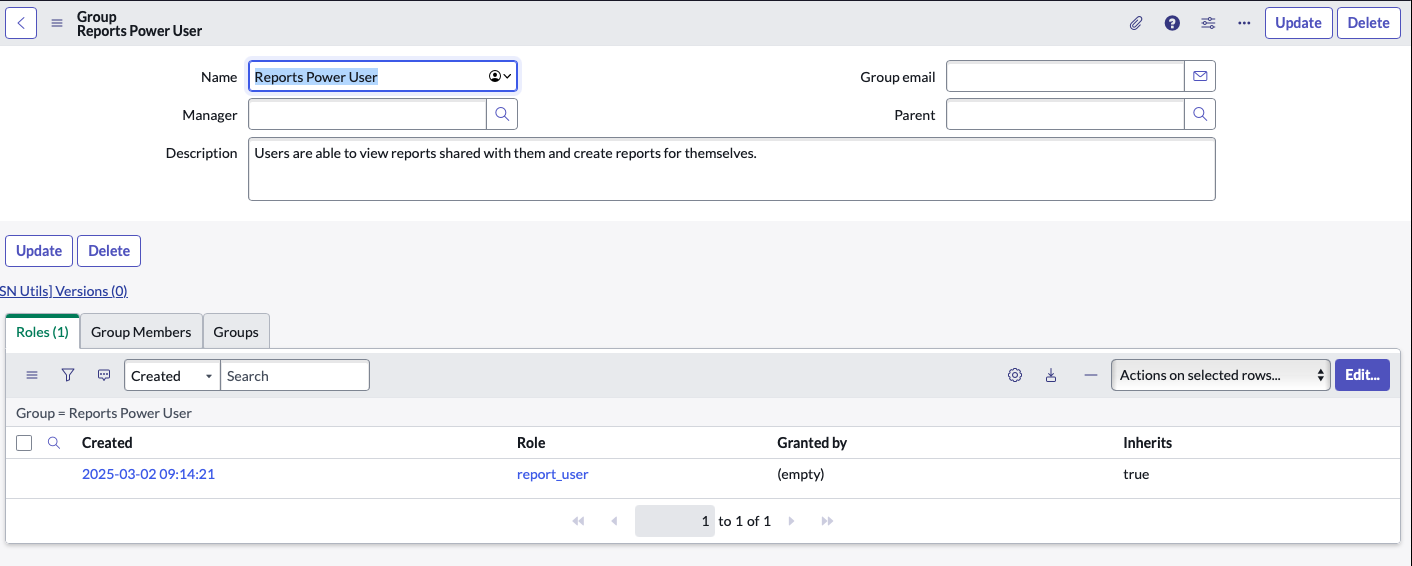 Group
Reports Power User
Update
Delete
Name
Reports Power User
Group email
Manager
Parent
Description
Users are able to view reports shared with them and create reports for themselves.
Update
Delete
SN Utils] Versions (0)
Roles (1)
Group Members
Groups
Created
Search
Actions on selected rows...
Edit...
Group = Reports Power User
Created
Role
Granted by
Inherits
2025-03-02 09:14:21
report_user
(empty)
true
1 to 1 of 1